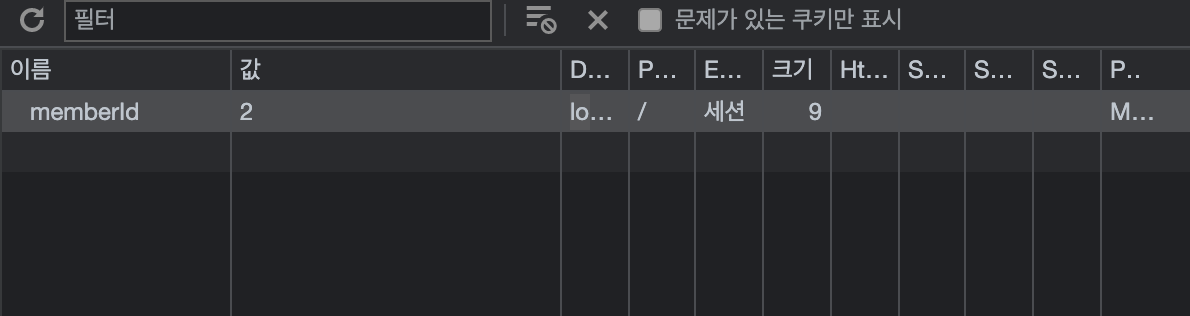 필터 문제가 있는 쿠키만 표시
이름 값 D... P... E... 크기 Ht... S... S... S... P..
memberId 2 lo... / 세션 9 M...